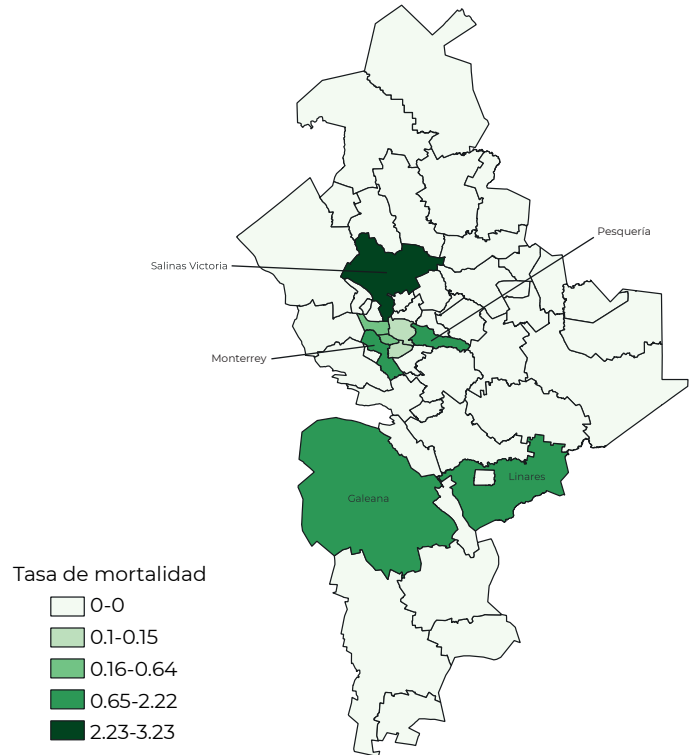 Pesquería
Salinas Victoria
Monterrey
Linares
Galeana
Tasa de mortalidad
0-0
0.1-0.15
0.16-0.64
0.65-2.22
2.23-3.23